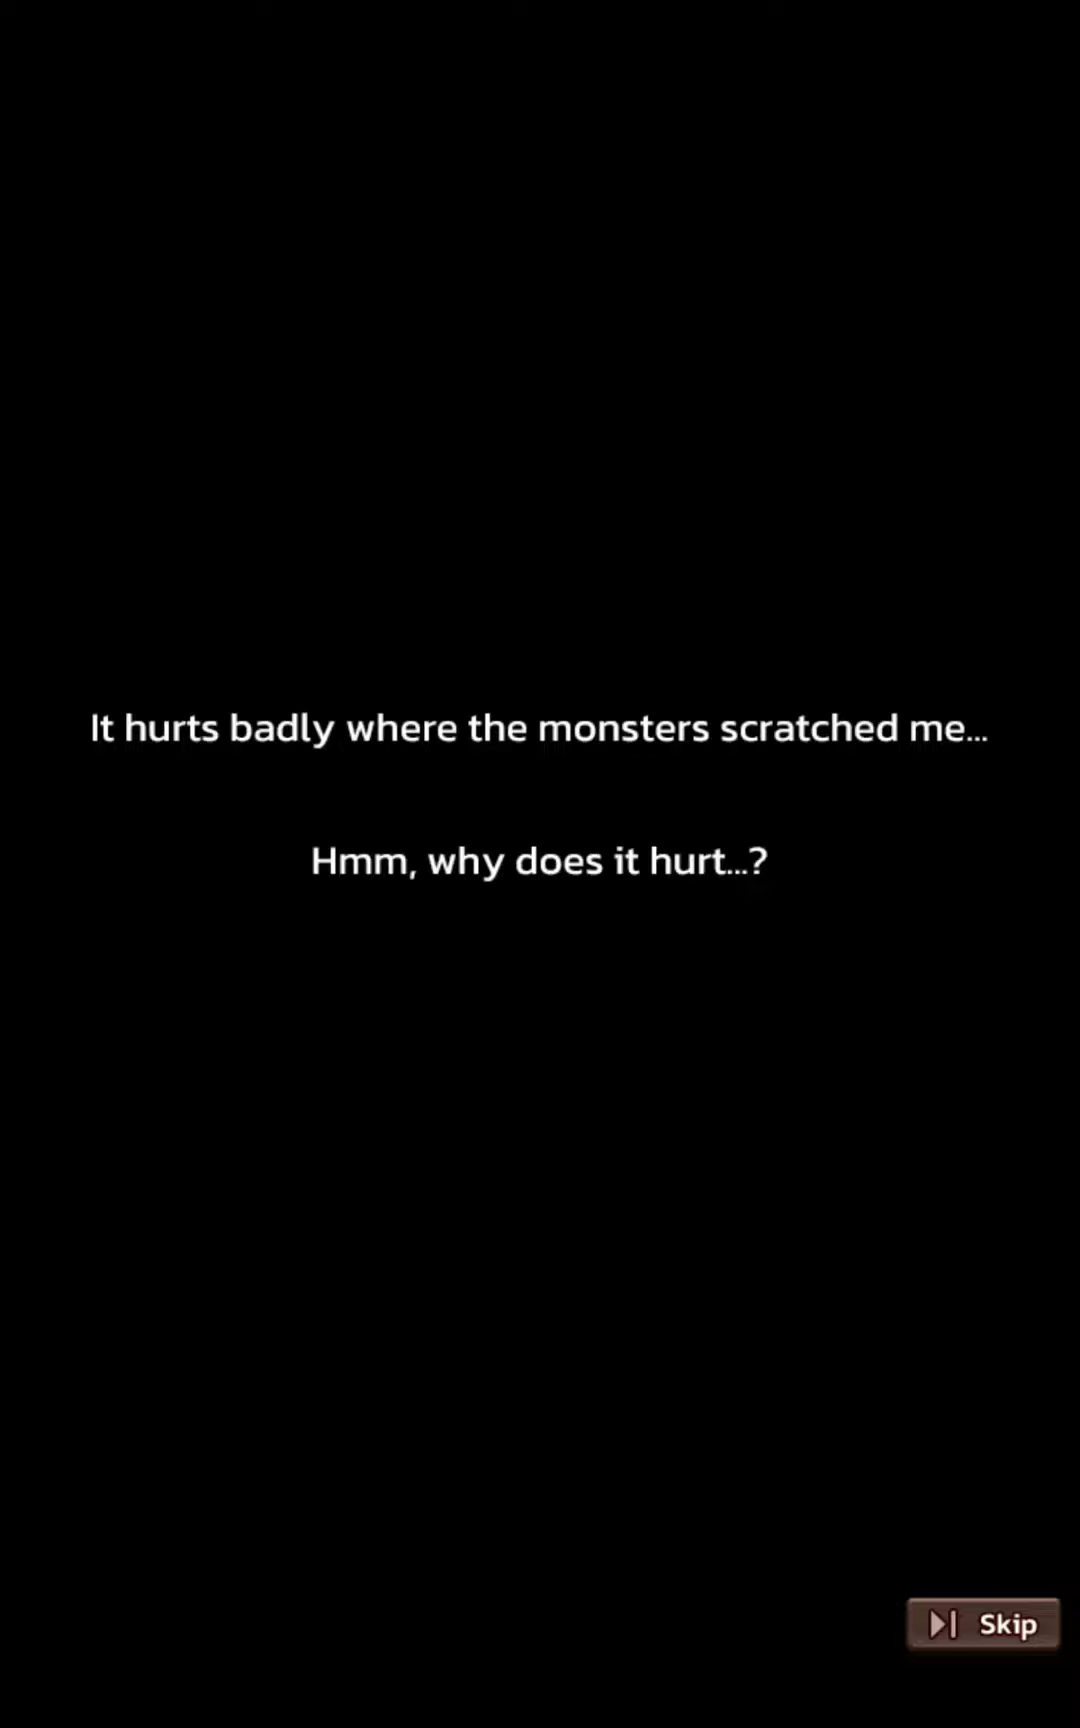 It hurts badly where the monsters scratched me...
Hmm, why does it hurt...?
Skip